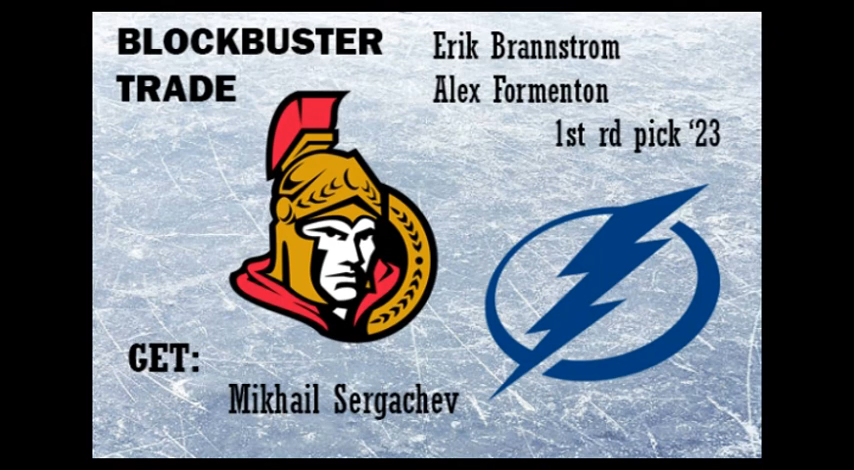 BLOCKBUSTER
TRADE
Erik Brannstrom
Alex Formenton
1st rd pick ‘23
GET:
Mikhail Sergachev